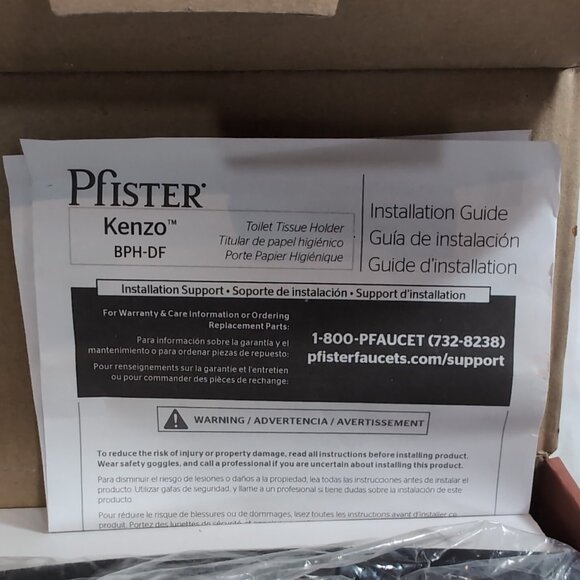 Pfister
Kenzo™
BPH-DF
Toilet Tissue Holder
Titular de papel higiénico
Porte Papier Higiénique
Installation Guide
Guía de instalación
Guide d'installation
Installation Support • Soporte de instalación • Support d'installation
For Warranty & Care Information or Ordering
Replacement Parts:
Para información sobre la garantía y el
mantenimiento o para ordenar piezas de repuesto:
Pour renseignements sur la garantie et l'entretien
ou pour commander des pièces de rechange:
1-800-PFAUCET (732-8238)
pfisterfaucets.com/support
WARNING / ADVERTENCIA / AVERTISSEMENT
To reduce the risk of injury or property damage, read all instructions before installing product.
Wear safety goggles, and call a professional if you are uncertain about installing this product.
Para disminuir el riesgo de lesiones o daños a la propiedad, lea todas las instrucciones antes de instalar el
producto. Utilizar gafas de seguridad, y llame a un profesional si tiene dudas sobre la instalación de este
producto.
Pour réduire le risque de blessures ou de dommages, lisez toutes les instructions avant d'installer ce
produit. Portez des lunettes de sécurité et